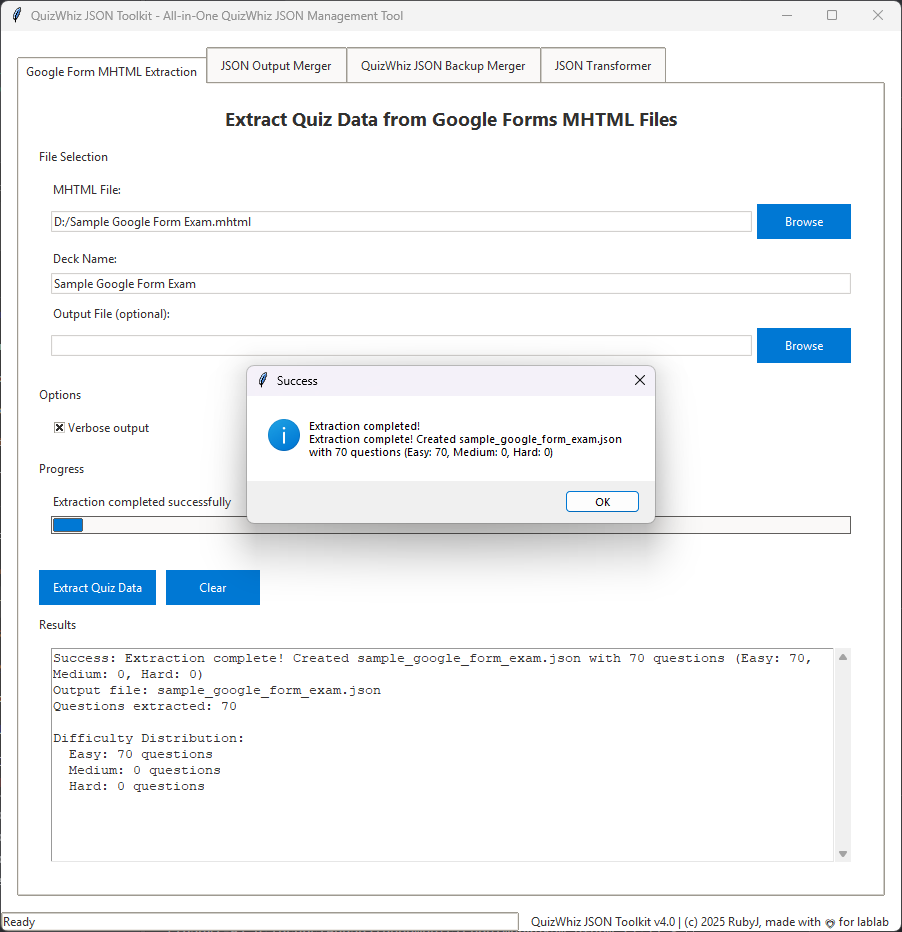 QuizWhiz JSON Toolkit - All-in-One QuizWhiz JSON Management Tool
Google Form MHTML Extraction
JSON Output Merger
QuizWhiz JSON Backup Merger
JSON Transformer
Extract Quiz Data from Google Forms MHTML Files
File Selection
MHTML File:
D:/Sample Google Form Exam.mhtml
Browse
Deck Name:
Sample Google Form Exam
Output File (optional):
Browse
Options
Verbose output
Progress
Extraction completed successfully
Success
Extraction completed!
Extraction complete! Created sample_google_form_exam.json
with 70 questions (Easy: 70, Medium: 0, Hard: 0)
OK
Extract Quiz Data
Clear
Results
Success: Extraction complete! Created sample_google_form_exam.json with 70 questions (Easy: 70,
Medium: 0, Hard: 0)
Output file: sample_google_form_exam.json
Questions extracted: 70
Difficulty Distribution:
Easy: 70 questions
Medium: 0 questions
Hard: 0 questions
Ready
QuizWhiz JSON Toolkit v4.0 | (c) 2025 RubyJ, made with 💙 for lablab